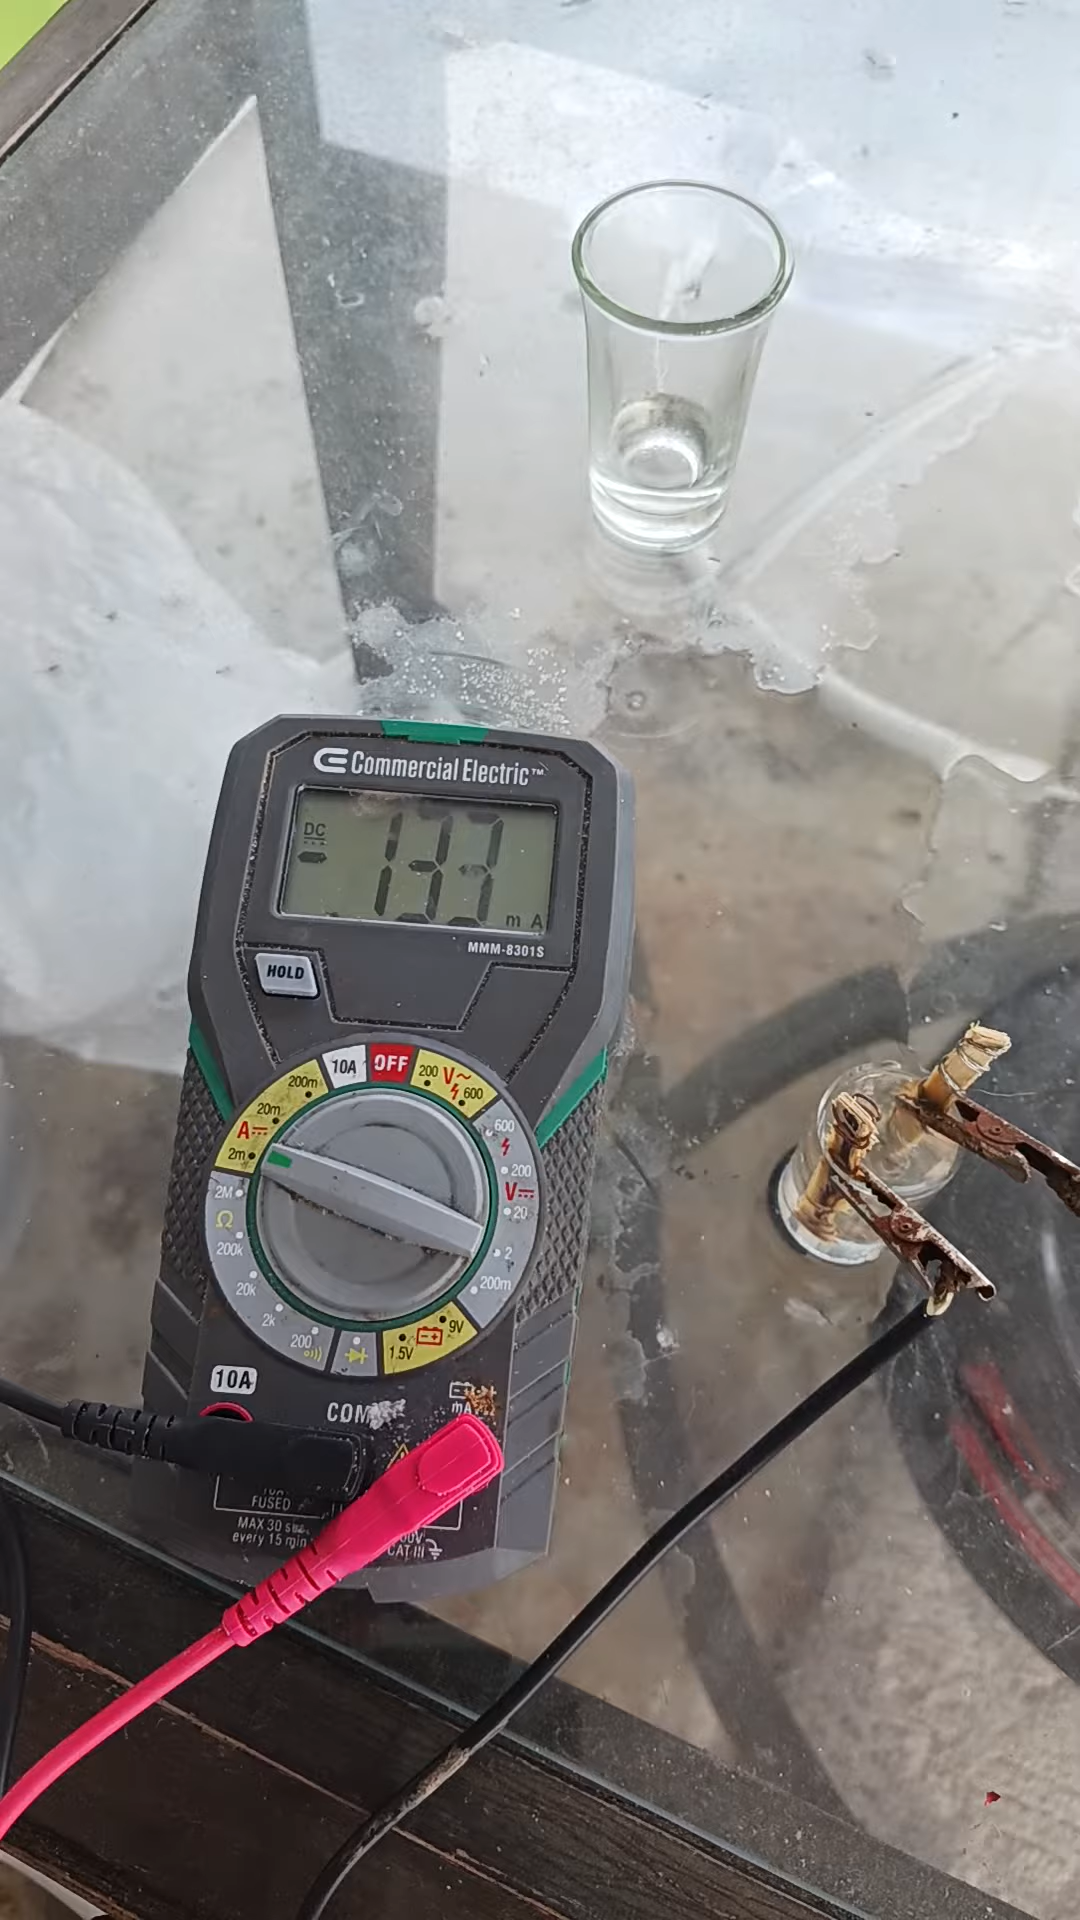 Commercial Electric™
DC
m A
MMM-8301S
HOLD
10A
OFF
200 V~ 600
200m
20m
A
2m
600
200
V
20
2
200m
2M
Ω
200k
20k
2k
200
1.5V
9V
10A
COM
mA
FUSED
MAX 30 sec
every 15 min
CAT III